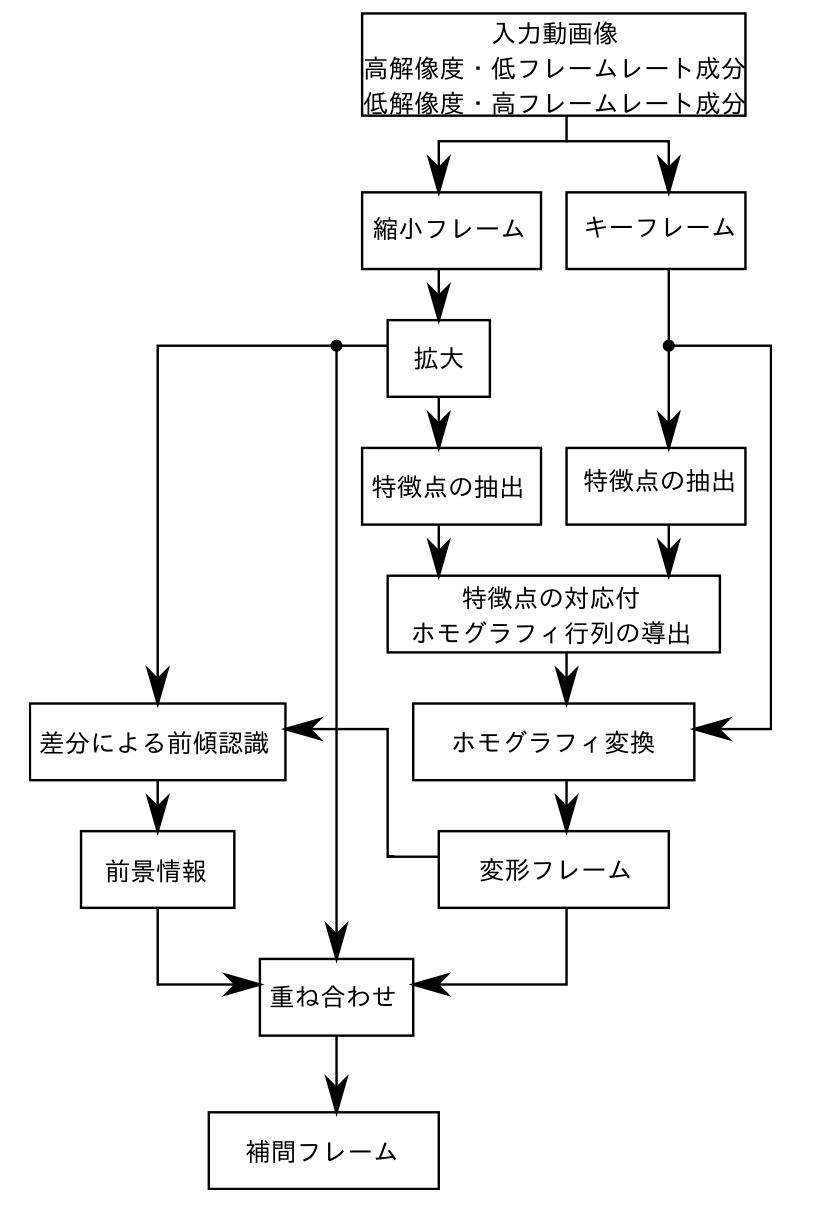 入力動画像
高解像度・低フレームレート成分
低解像度・高フレームレート成分
縮小フレーム
キーフレーム
拡大
特徴点の抽出
特徴点の抽出
特徴点の対応付
ホモグラフィ行列の導出
差分による前傾認識
ホモグラフィ変換
前景情報
変形フレーム
重ね合わせ
補間フレーム